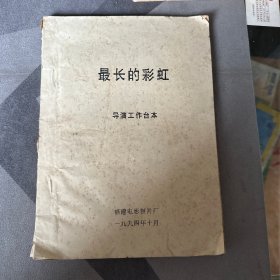 最长的彩虹
导演工作台本
福建电影制片厂
一九九四年十月